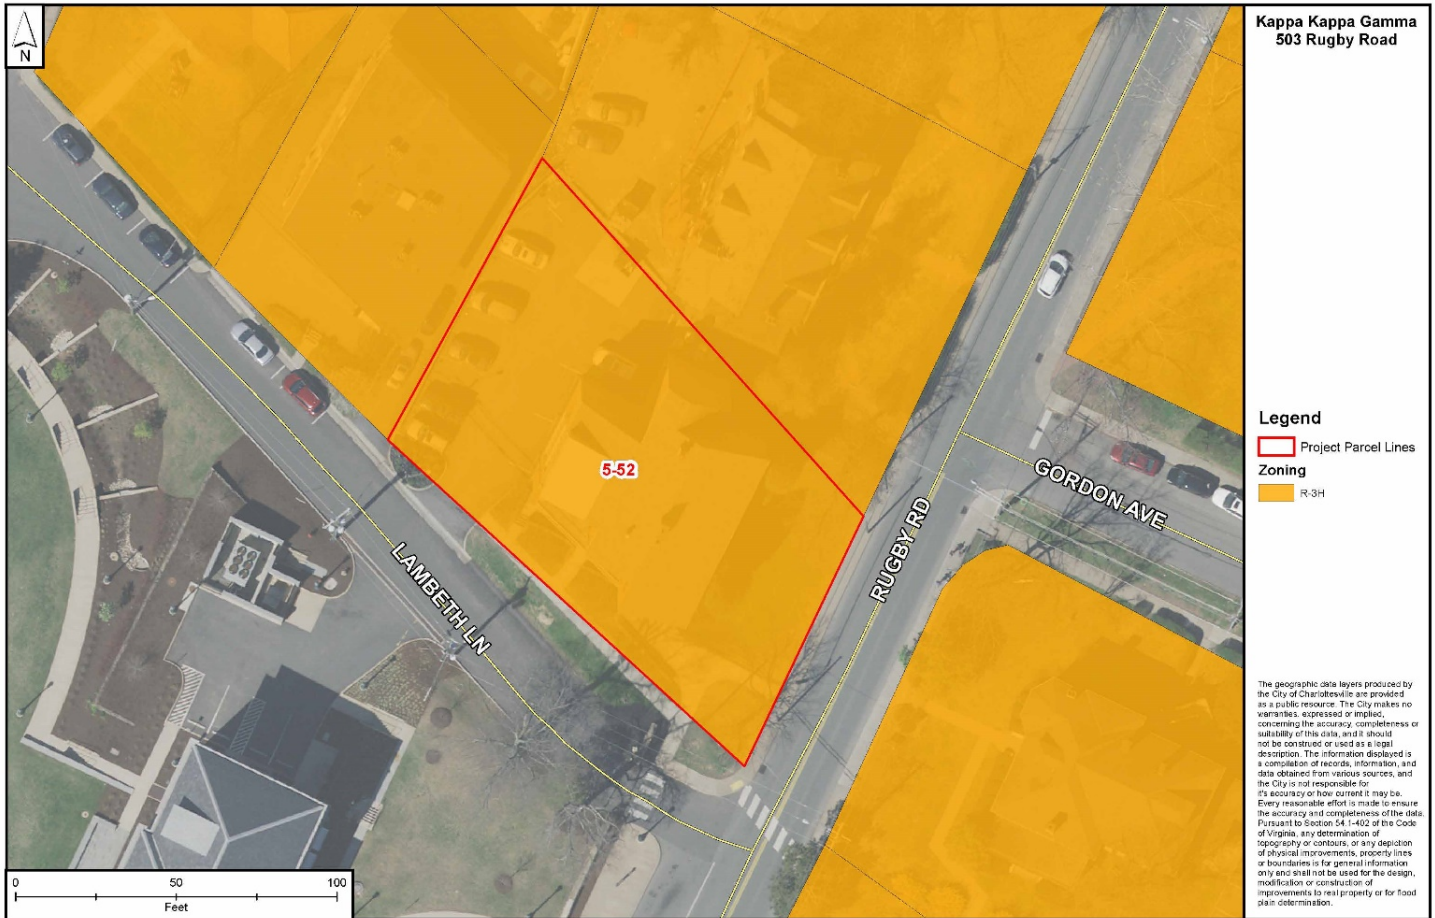 N
Kappa Kappa Gamma
503 Rugby Road
5-52
LAMBETH LN
RUGBY RD
GORDON AVE
Legend
Project Parcel Lines
Zoning
R-3H
The geographic data layers produced by
the City of Charlottesville are provided
as a public resource. The City makes no
warranties, expressed or implied,
concerning the accuracy, completeness or
suitability of this data, and it should
not be construed or used as a legal
description. The information displayed is
a compilation of records, information, and
data obtained from various sources, and
the City is not responsible for
it's accuracy or how current it may be.
Every reasonable effort is made to ensure
the accuracy and completeness of the data.
Pursuant to Section 54.1-402 of the Code
of Virginia, any determination of
topography or contours, or any depiction
of physical improvements, property lines
or boundaries is for general information
only and shall not be used for the design,
modification or construction of
improvements to real property or for flood
plain determination.
0 50 100
Feet